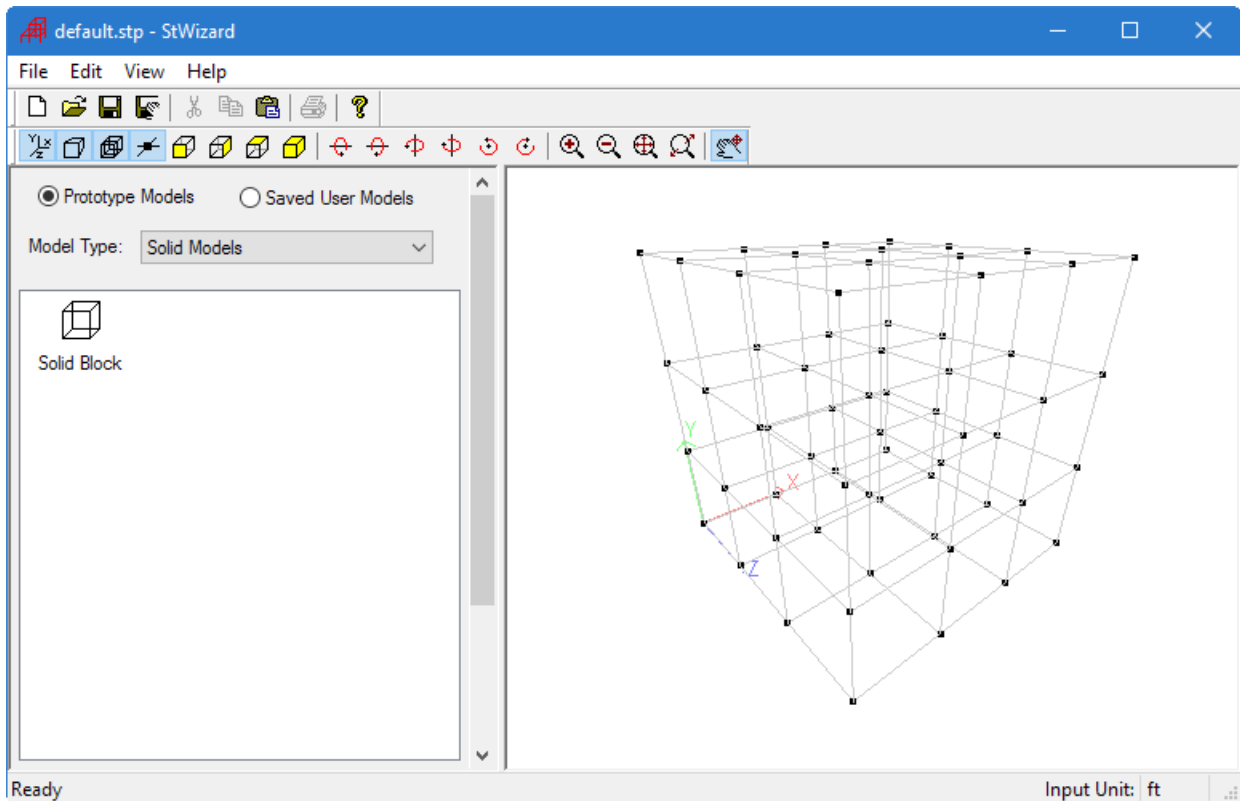 default.stp - StWizard
File Edit View Help
Prototype Models Saved User Models
Model Type: Solid Models
Solid Block
Y
X
Z
Ready Input Unit: ft